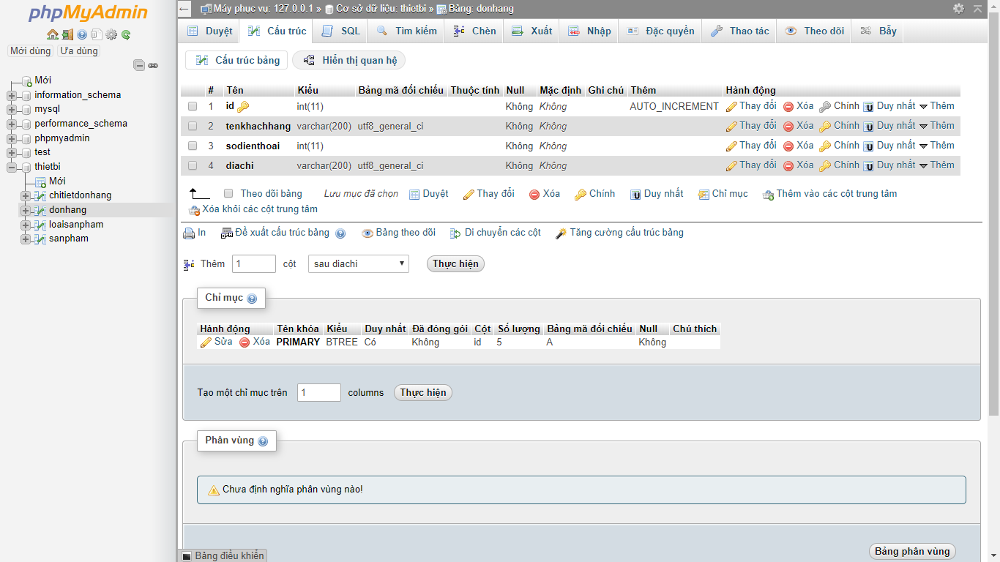 phpMyAdmin
Mới dùng Ưa dùng
Mới
information_schema
mysql
performance_schema
phpmyadmin
test
thietbi
Mới
chitietdonhang
donhang
loaisanpham
sanpham
Máy phục vụ: 127.0.0.1 » Cơ sở dữ liệu: thietbi » Bảng: donhang
Duyệt Cấu trúc SQL Tìm kiếm Chèn Xuất Nhập Đặc quyền Thao tác Theo dõi Bẫy
Cấu trúc bảng Hiển thị quan hệ
# Tên Kiểu Bảng mã đối chiếu Thuộc tính Null Mặc định Ghi chú Thêm Hành động
1 id int(11) Không Không AUTO_INCREMENT Thay đổi Xóa Chính Duy nhất Thêm
2 tenkhachhang varchar(200) utf8_general_ci Không Không Thay đổi Xóa Chính Duy nhất Thêm
3 sodienthoai int(11) Không Không Thay đổi Xóa Chính Duy nhất Thêm
4 diachi varchar(200) utf8_general_ci Không Không Thay đổi Xóa Chính Duy nhất Thêm
Theo dõi bảng Lưu mục đã chọn Duyệt Thay đổi Xóa Chính Duy nhất Chỉ mục Thêm vào các cột trung tâm
Xóa khỏi các cột trung tâm
In Đề xuất cấu trúc bảng Bảng theo dõi Di chuyển các cột Tăng cường cấu trúc bảng
Thêm 1 cột sau diachi Thực hiện
Chỉ mục
Hành động Tên khóa Kiểu Duy nhất Đã đóng gói Cột Số lượng Bảng mã đối chiếu Null Chú thích
Sửa Xóa PRIMARY BTREE Có Không id 5 A Không
Tạo một chỉ mục trên 1 columns Thực hiện
Phân vùng
Chưa định nghĩa phân vùng nào!
Bảng phân vùng
Bảng điều khiển